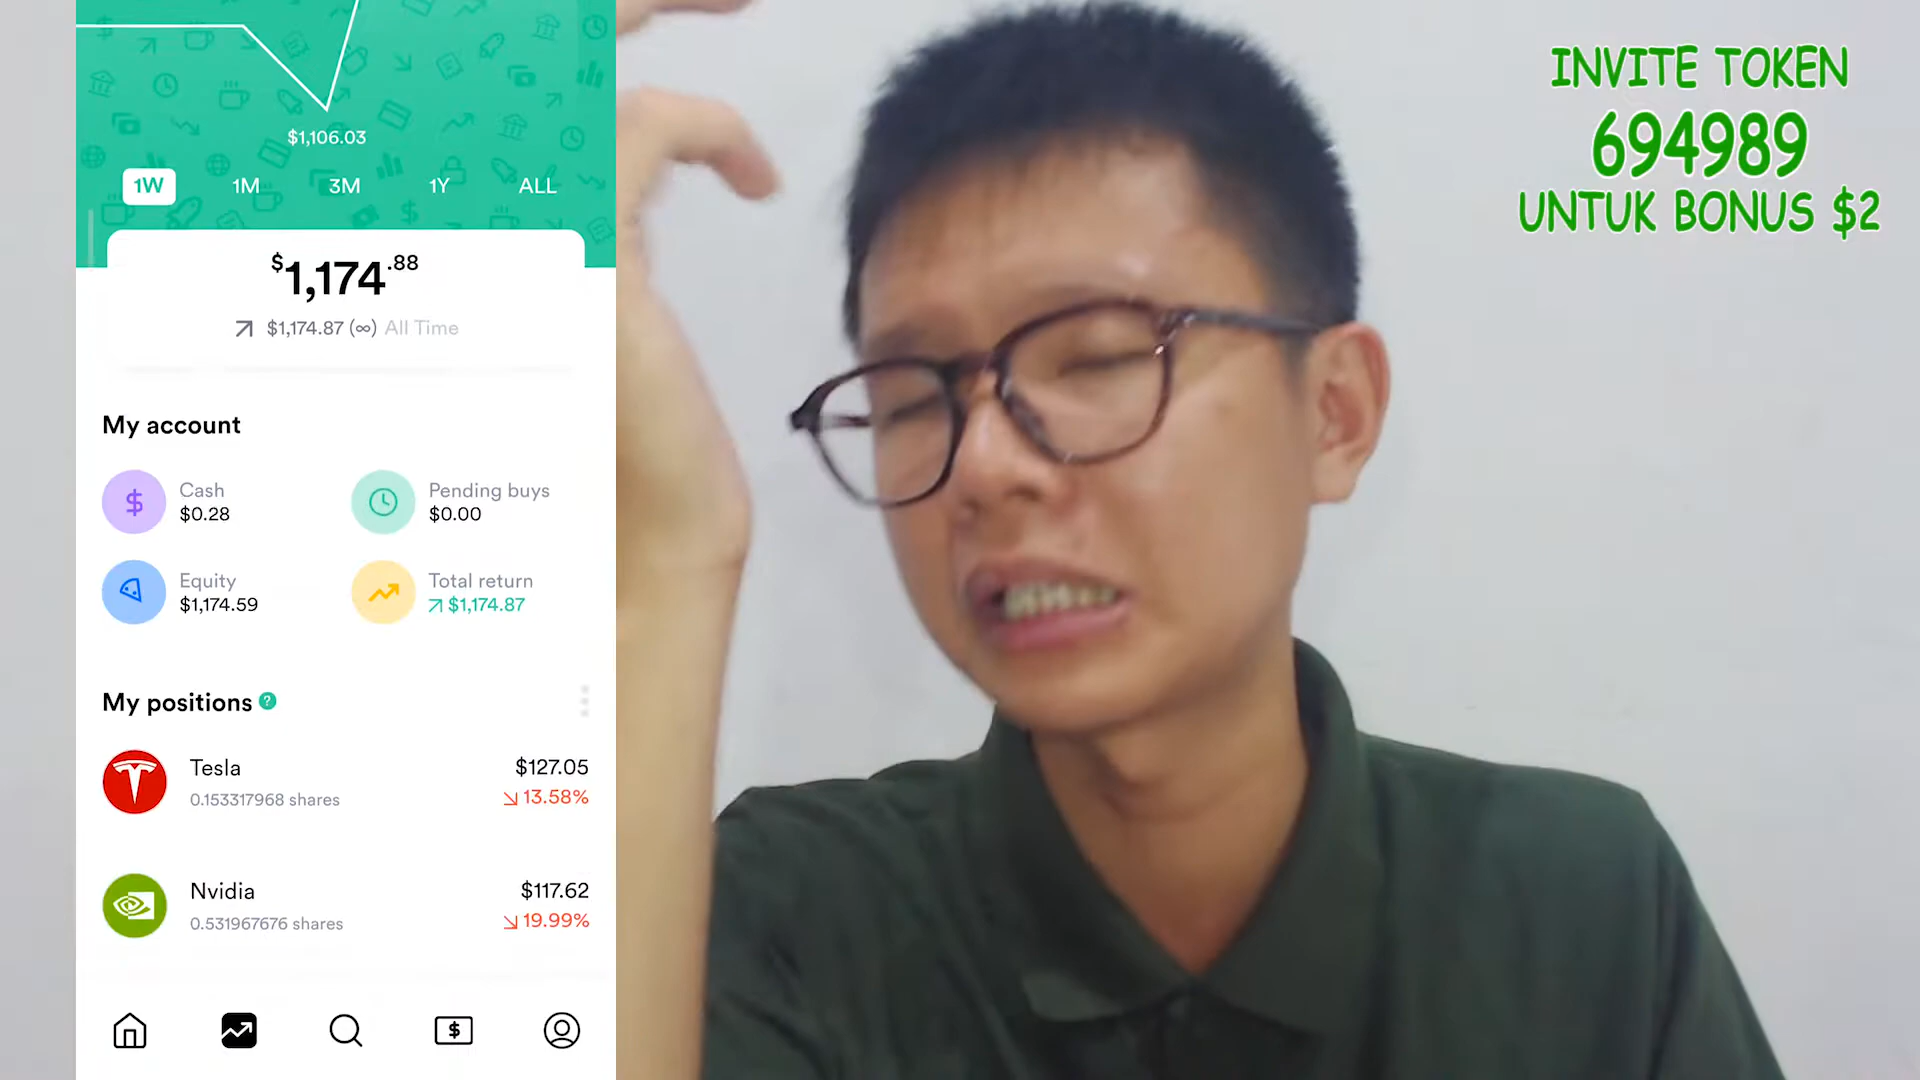 $1,106.03
1W 1M 3M 1Y ALL
$1,174.88
$1,174.87 (∞) All Time
My account
Cash
$0.28
Pending buys
$0.00
Equity
$1,174.59
Total return
$1,174.87
My positions ?
Tesla
$127.05
0.153317968 shares
13.58%
Nvidia
$117.62
0.531967676 shares
19.99%
INVITE TOKEN
694989
UNTUK BONUS $2